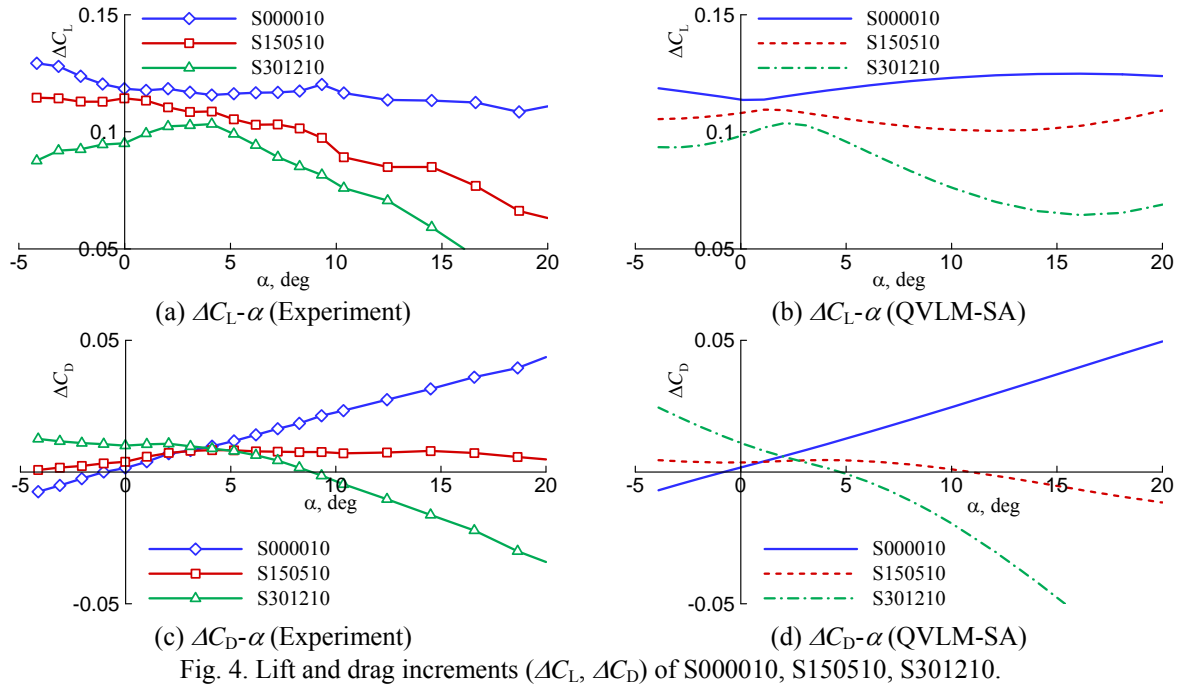 0.15
ΔC_L
S000010
S150510
S301210
0.1
0.05
-5 0 5 10 15 20
α, deg
(a) ΔC_L-α (Experiment)
0.15
ΔC_L
S000010
S150510
S301210
0.1
0.05
-5 0 5 10 15 20
α, deg
(b) ΔC_L-α (QVLM-SA)
0.05
ΔC_D
-5 0 5 10 15 20
α, deg
S000010
S150510
S301210
-0.05
(c) ΔC_D-α (Experiment)
0.05
ΔC_D
-5 0 5 10 15 20
α, deg
S000010
S150510
S301210
-0.05
(d) ΔC_D-α (QVLM-SA)
Fig. 4. Lift and drag increments (ΔC_L, ΔC_D) of S000010, S150510, S301210.